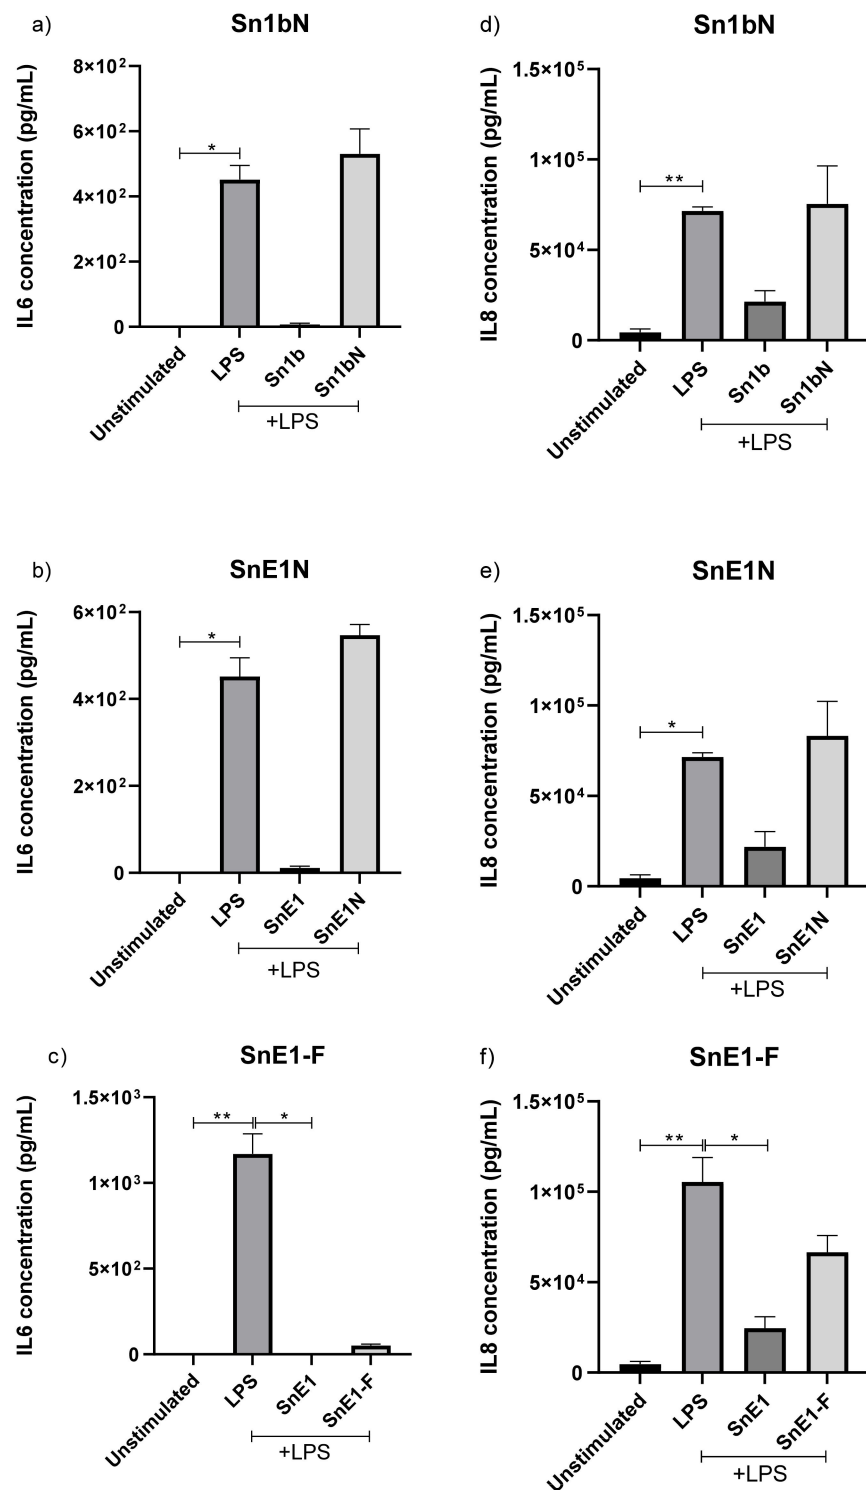 a)
Sn1bN
IL6 concentration (pg/mL)
8×10²
6×10²
4×10²
2×10²
0
*
Unstimulated
LPS
Sn1b
Sn1bN
+LPS
d)
Sn1bN
IL8 concentration (pg/mL)
1.5×10⁵
1×10⁵
5×10⁴
0
**
Unstimulated
LPS
Sn1b
Sn1bN
+LPS
b)
SnE1N
IL6 concentration (pg/mL)
6×10²
4×10²
2×10²
0
*
Unstimulated
LPS
SnE1
SnE1N
+LPS
e)
SnE1N
IL8 concentration (pg/mL)
1.5×10⁵
1×10⁵
5×10⁴
0
*
Unstimulated
LPS
SnE1
SnE1N
+LPS
c)
SnE1-F
IL6 concentration (pg/mL)
1.5×10³
1×10³
5×10²
0
**
*
Unstimulated
LPS
SnE1
SnE1-F
+LPS
f)
SnE1-F
IL8 concentration (pg/mL)
1.5×10⁵
1×10⁵
5×10⁴
0
**
*
Unstimulated
LPS
SnE1
SnE1-F
+LPS